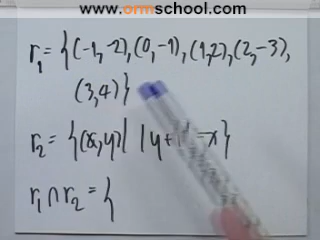 www.ormschool.com
r₁ = {(-1, -2), (0, -1), (1, 2), (2, -3),
(3, 4)}
r₂ = {(x, y) | |y + x}
r₁ ∩ r₂ = {